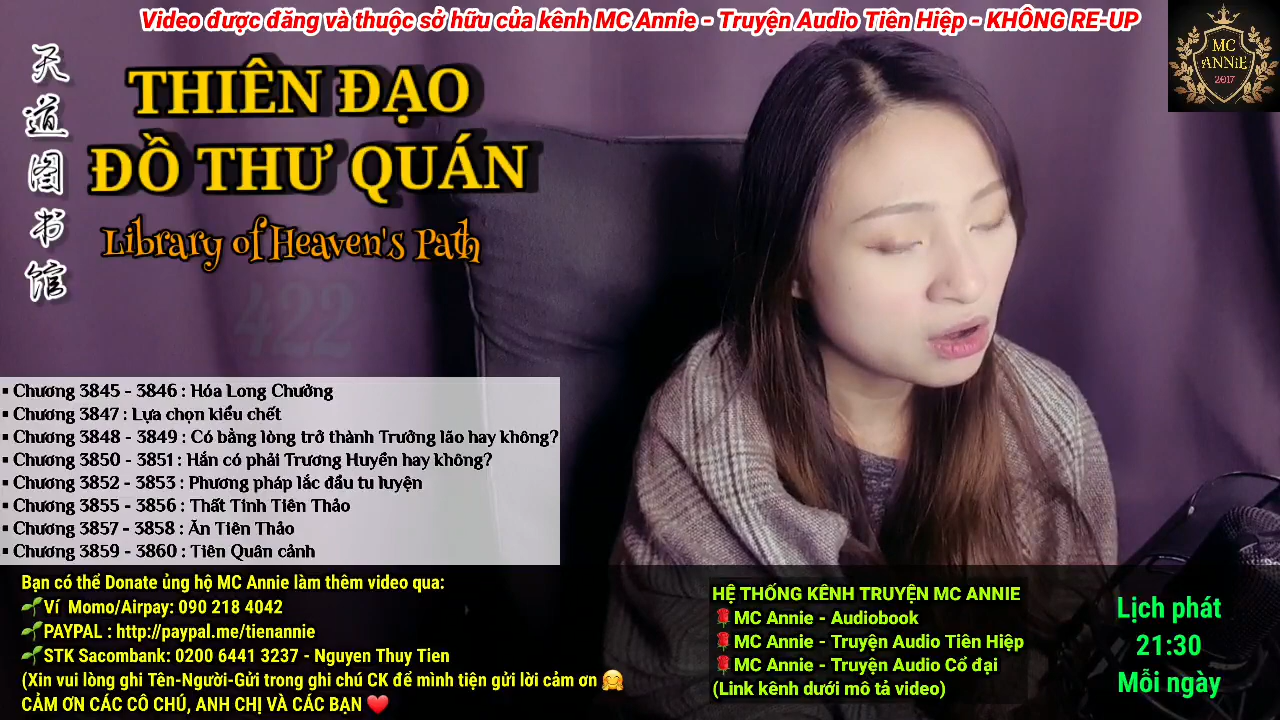 Video được đăng và thuộc sở hữu của kênh MC Annie - Truyện Audio Tiên Hiệp - KHÔNG RE-UP
MC
ANNiE
2017
天道图书馆
THIÊN ĐẠO
ĐỒ THƯ QUÁN
Library of Heaven's Path
422
▪ Chương 3845 - 3846 : Hóa Long Chưởng
▪ Chương 3847 : Lựa chọn kiểu chết
▪ Chương 3848 - 3849 : Có bằng lòng trở thành Trưởng lão hay không?
▪ Chương 3850 - 3851 : Hắn có phải Trương Huyền hay không?
▪ Chương 3852 - 3853 : Phương pháp lắc đầu tu luyện
▪ Chương 3855 - 3856 : Thất Tinh Tiên Thảo
▪ Chương 3857 - 3858 : Ăn Tiên Thảo
▪ Chương 3859 - 3860 : Tiên Quân cảnh
Bạn có thể Donate ủng hộ MC Annie làm thêm video qua:
🌱Ví Momo/Airpay: 090 218 4042
🌱PAYPAL : http://paypal.me/tienannie
🌱STK Sacombank: 0200 6441 3237 - Nguyen Thuy Tien
(Xin vui lòng ghi Tên-Người-Gửi trong ghi chú CK để mình tiện gửi lời cảm ơn 🤗
CẢM ƠN CÁC CÔ CHÚ, ANH CHỊ VÀ CÁC BẠN ❤️
HỆ THỐNG KÊNH TRUYỆN MC ANNIE
🌹MC Annie - Audiobook
🌹MC Annie - Truyện Audio Tiên Hiệp
🌹MC Annie - Truyện Audio Cổ đại
(Link kênh dưới mô tả video)
Lịch phát
21:30
Mỗi ngày